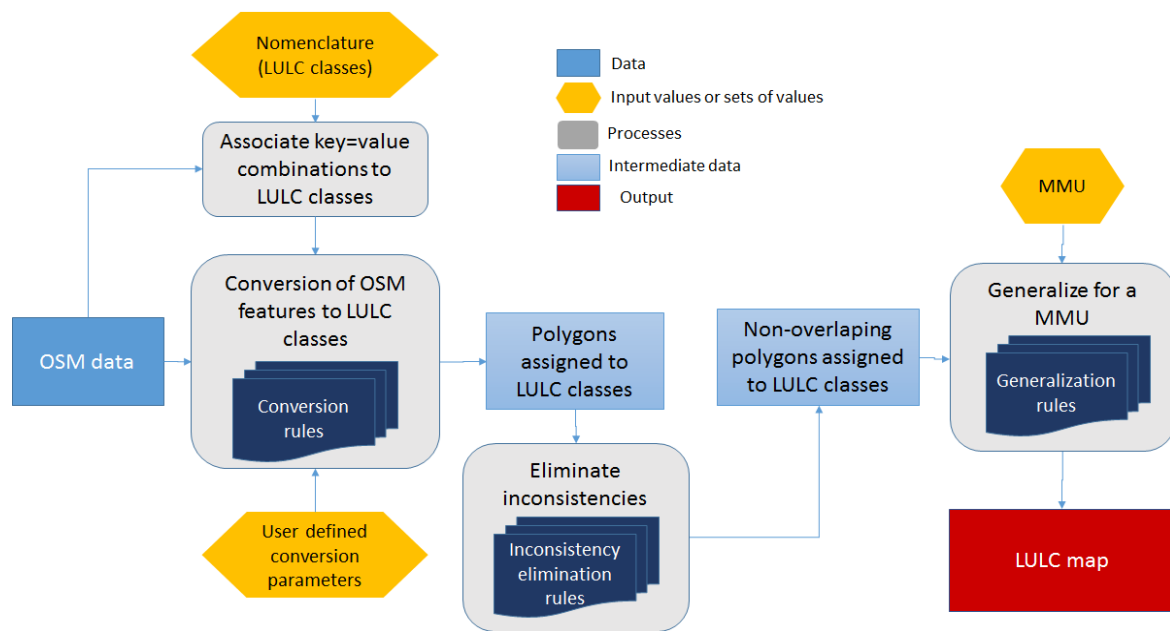 Nomenclature
(LULC classes)
Data
Input values or sets of values
Processes
Intermediate data
Output
Associate key=value
combinations to
LULC classes
MMU
Conversion of OSM
features to LULC
classes
Conversion
rules
OSM data
Polygons
assigned to
LULC classes
Non-overlaping
polygons assigned
to LULC classes
Generalize for a
MMU
Generalization
rules
Eliminate
inconsistencies
Inconsistency
elimination
rules
User defined
conversion
parameters
LULC map